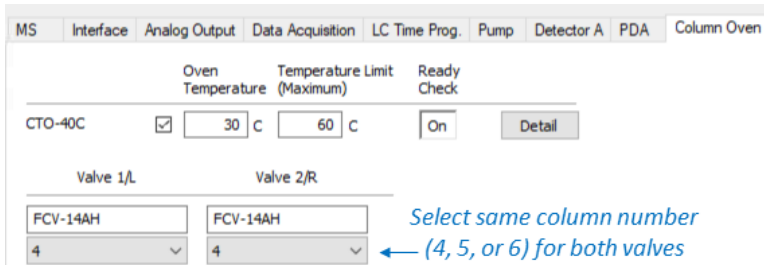 MS Interface Analog Output Data Acquisition LC Time Prog. Pump Detector A PDA Column Oven
Oven Temperature Limit Ready
Temperature (Maximum) Check
CTO-40C 30 C 60 C On Detail
Valve 1/L Valve 2/R
FCV-14AH FCV-14AH Select same column number
4 4 (4, 5, or 6) for both valves